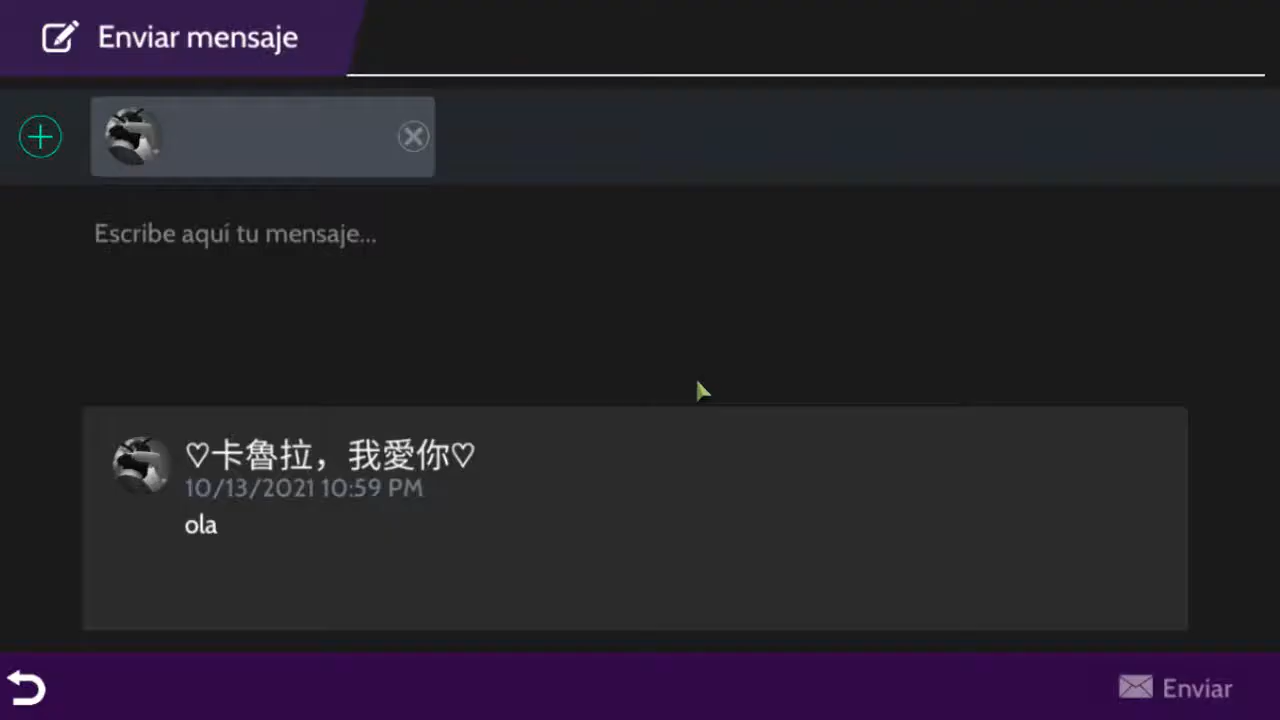 Enviar mensaje
Escribe aquí tu mensaje...
♡卡魯拉，我愛你♡
10/13/2021 10:59 PM
ola
Enviar